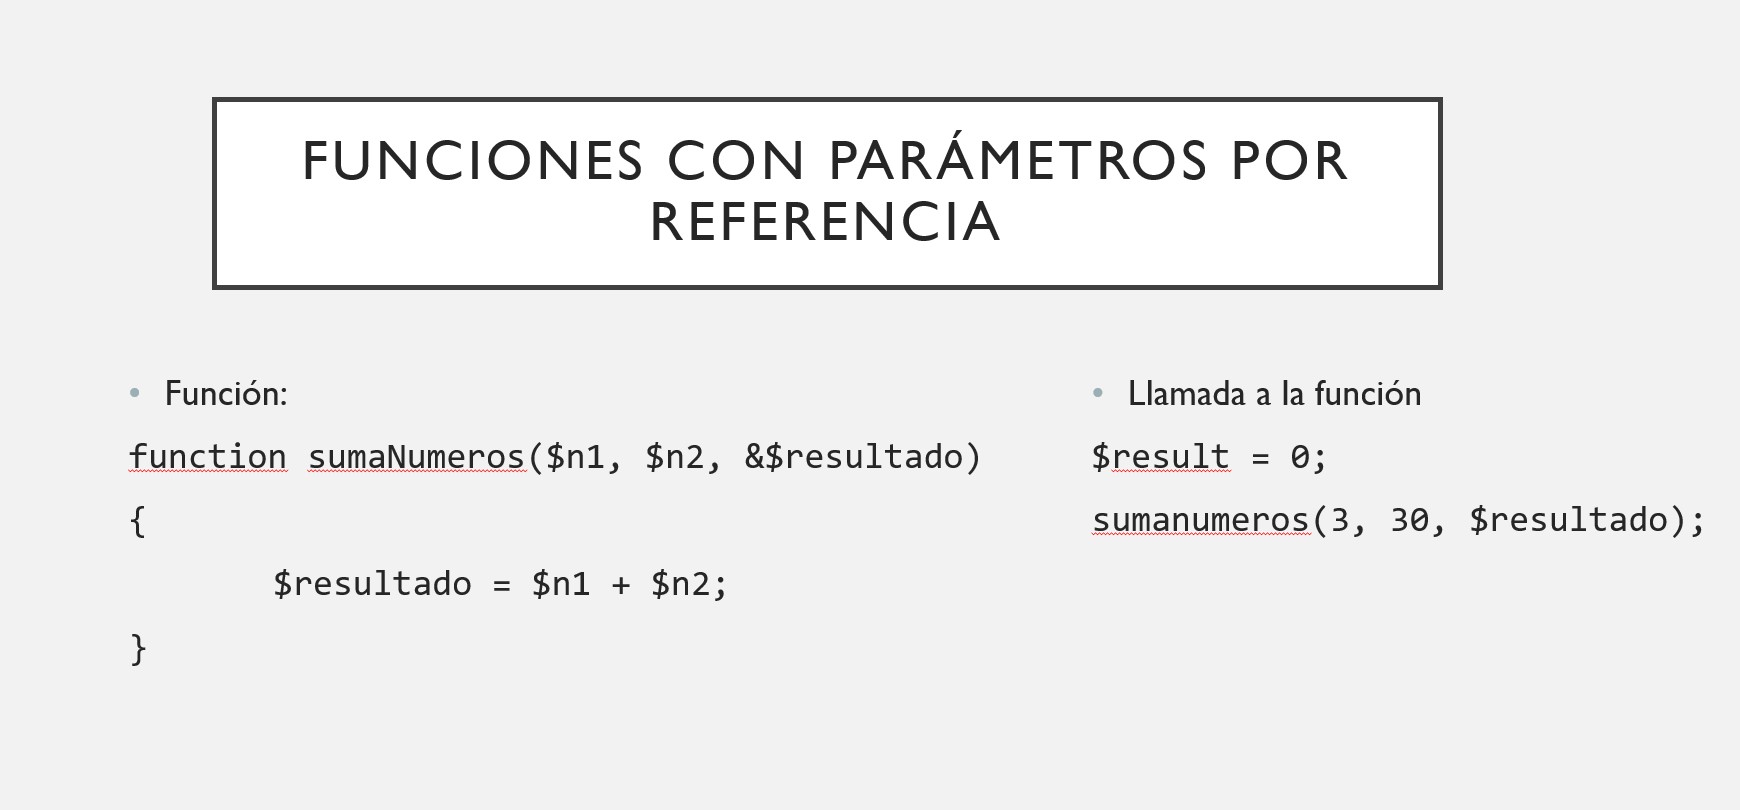 FUNCIONES CON PARÁMETROS POR
REFERENCIA
• Función:
function sumaNumeros($n1, $n2, &$resultado)
{
$resultado = $n1 + $n2;
}
• Llamada a la función
$result = 0;
sumanumeros(3, 30, $resultado);